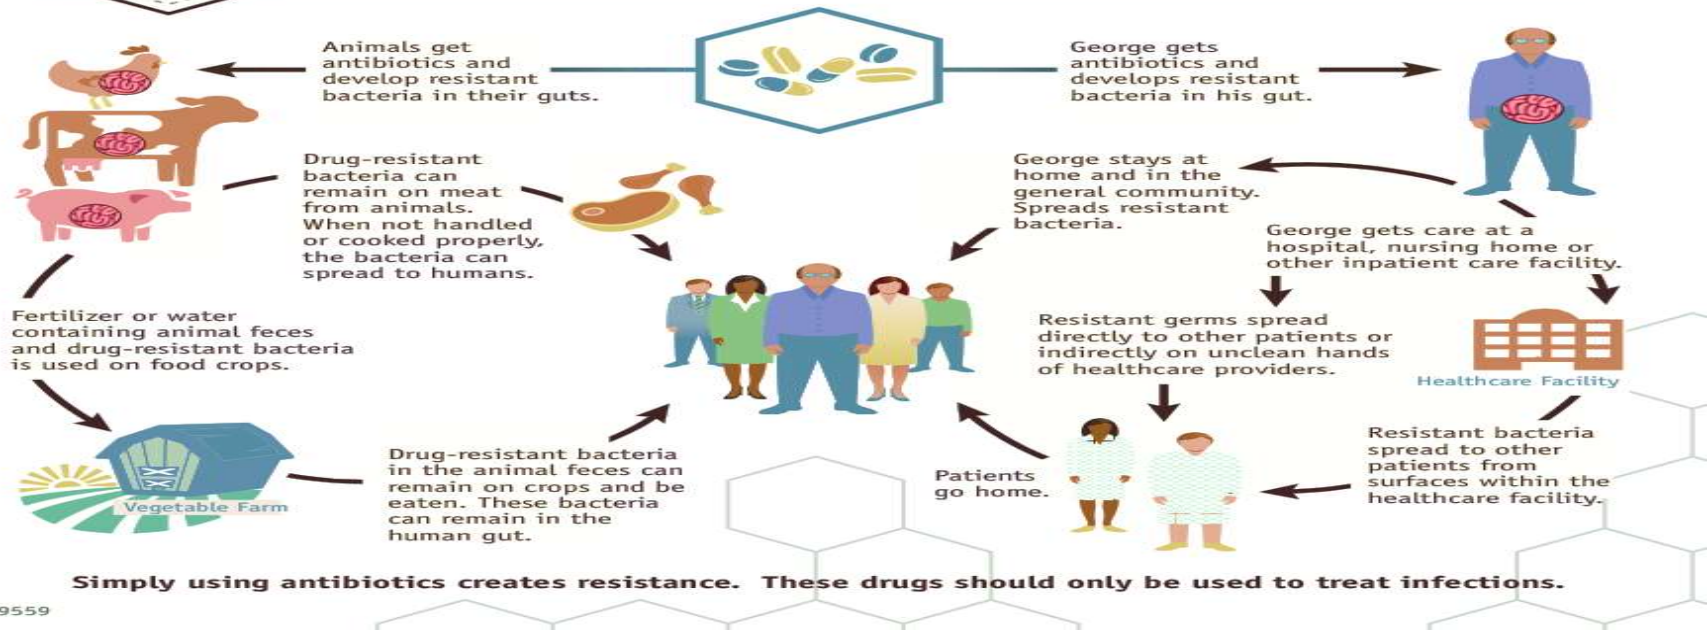 Animals get
antibiotics and
develop resistant
bacteria in their guts.
George gets
antibiotics and
develops resistant
bacteria in his gut.
Drug-resistant
bacteria can
remain on meat
from animals.
When not handled
or cooked properly,
the bacteria can
spread to humans.
George stays at
home and in the
general community.
Spreads resistant
bacteria.
George gets care at a
hospital, nursing home or
other inpatient care facility.
Fertilizer or water
containing animal feces
and drug-resistant bacteria
is used on food crops.
Resistant germs spread
directly to other patients or
indirectly on unclean hands
of healthcare providers.
Healthcare Facility
Vegetable Farm
Drug-resistant bacteria
in the animal feces can
remain on crops and be
eaten. These bacteria
can remain in the
human gut.
Patients
go home.
Resistant bacteria
spread to other
patients from
surfaces within the
healthcare facility.
Simply using antibiotics creates resistance. These drugs should only be used to treat infections.
9559